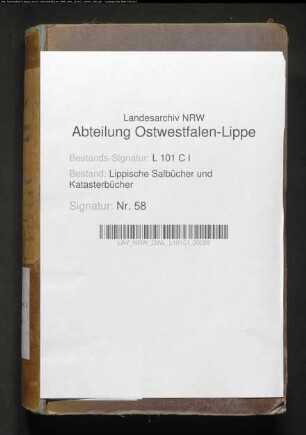 Landesarchiv NRW
Abteilung Ostwestfalen-Lippe
Bestands-Signatur: L 101 C I
Bestand: Lippische Salbücher und
Katasterbücher
Signatur: Nr. 58